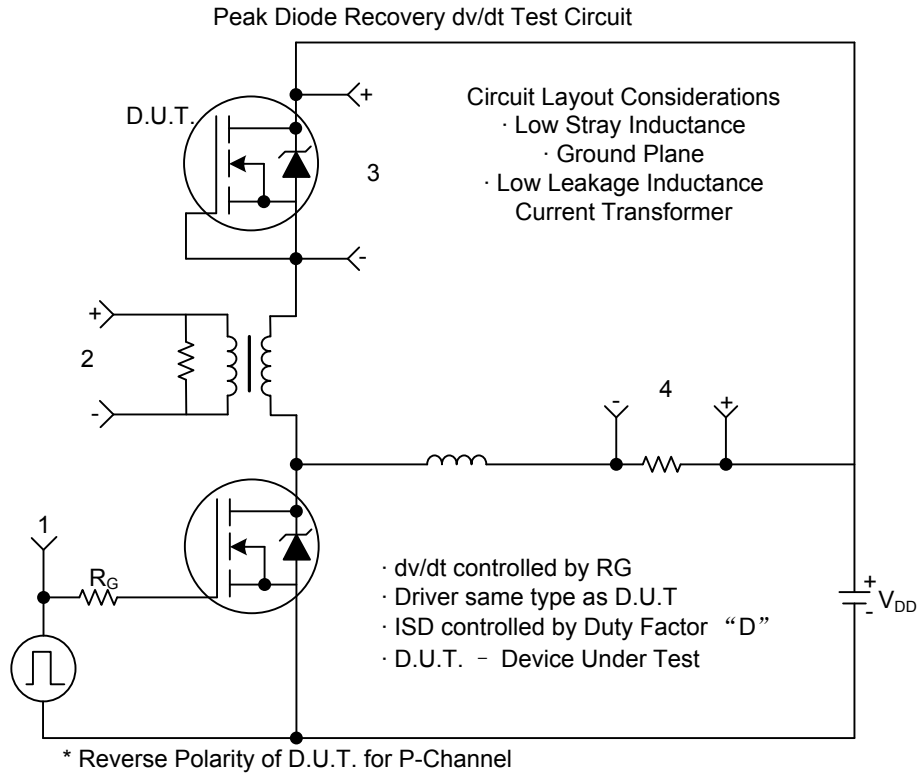 Peak Diode Recovery dv/dt Test Circuit
+
D.U.T.
Circuit Layout Considerations
· Low Stray Inductance
· Ground Plane
· Low Leakage Inductance
Current Transformer
3
-
+
2
-
4
-
+
1
RG
· dv/dt controlled by RG
· Driver same type as D.U.T
· ISD controlled by Duty Factor “D”
· D.U.T. – Device Under Test
+
VDD
-
* Reverse Polarity of D.U.T. for P-Channel